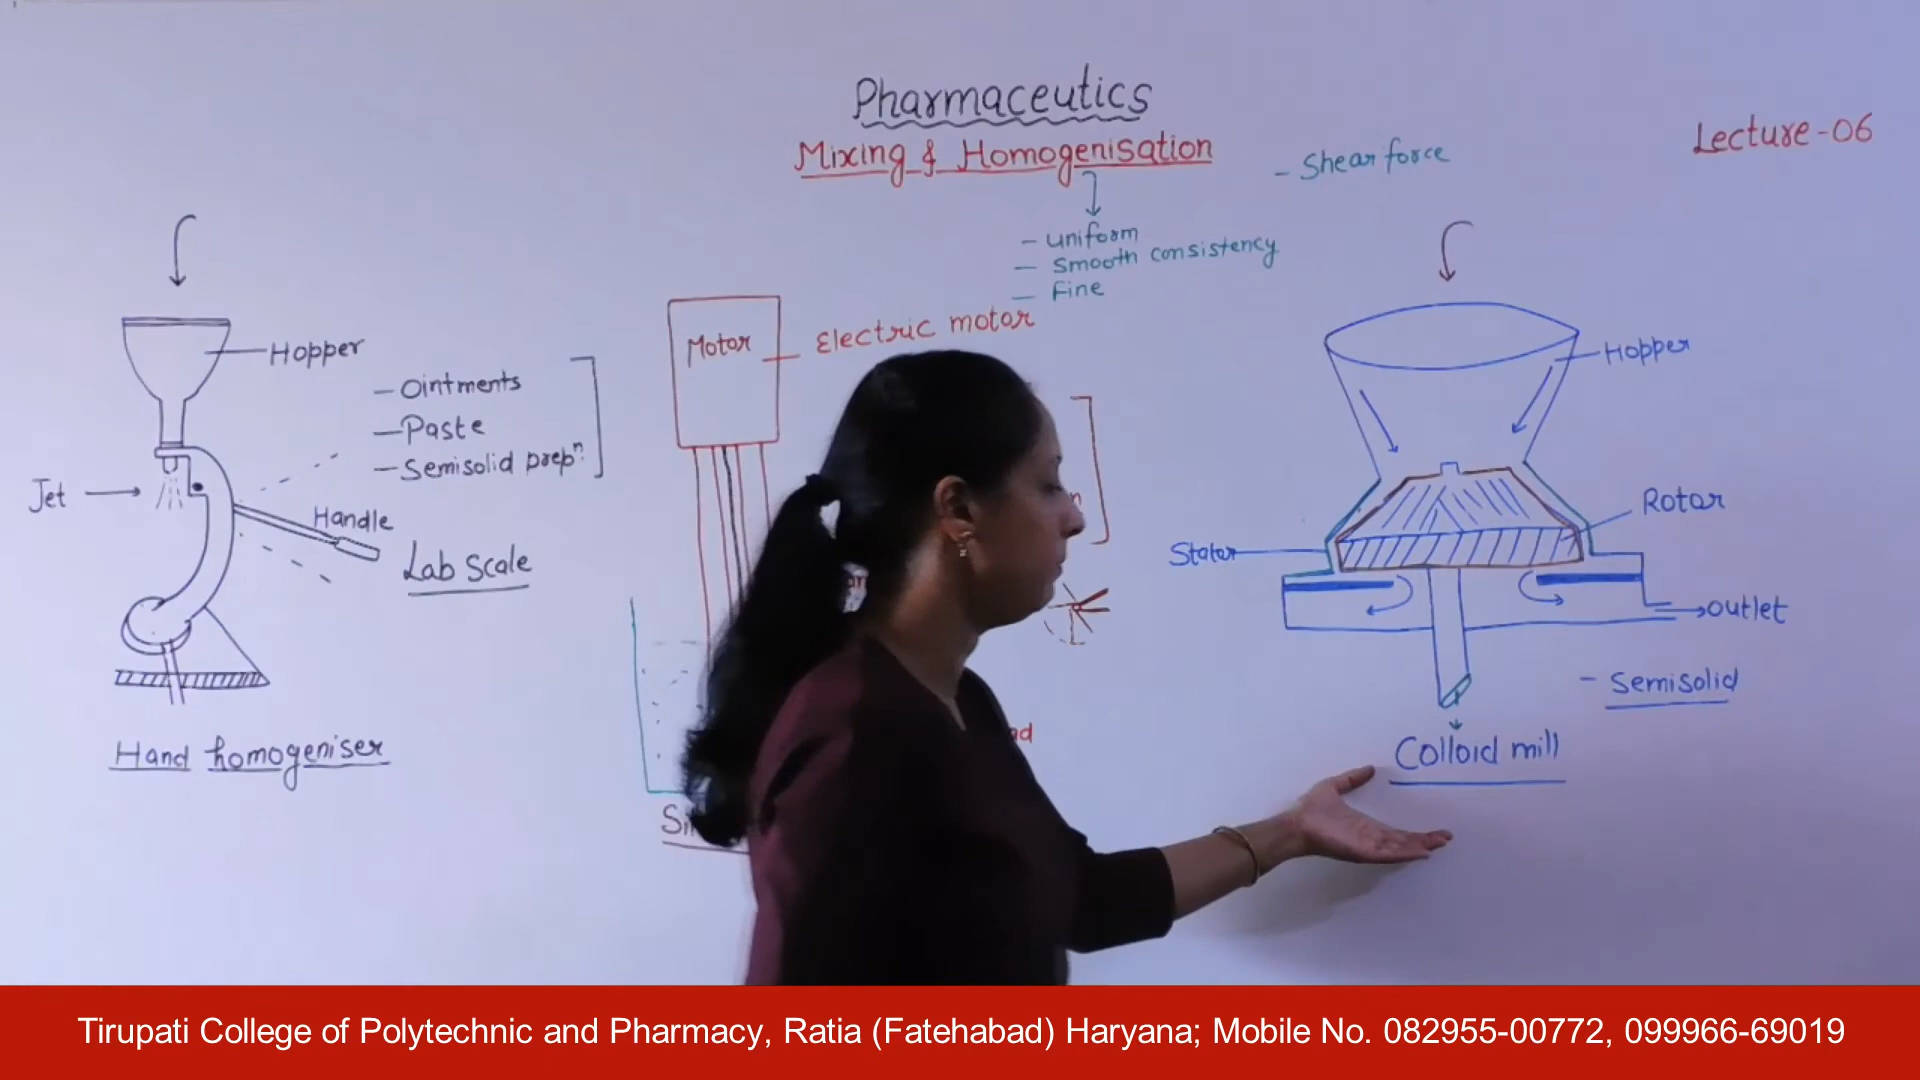 Pharmaceutics
Mixing & Homogenisation
- Shear force
Lecture-06
- uniform
- Smooth consistency
- Fine
Hopper
- Ointments
- Paste
- Semisolid prepn.
Jet
Handle
Lab Scale
Hand homogeniser
Motor
Electric motor
Hopper
Rotor
Stator
outlet
- Semisolid
Colloid mill
Tirupati College of Polytechnic and Pharmacy, Ratia (Fatehabad) Haryana; Mobile No. 082955-00772, 099966-69019